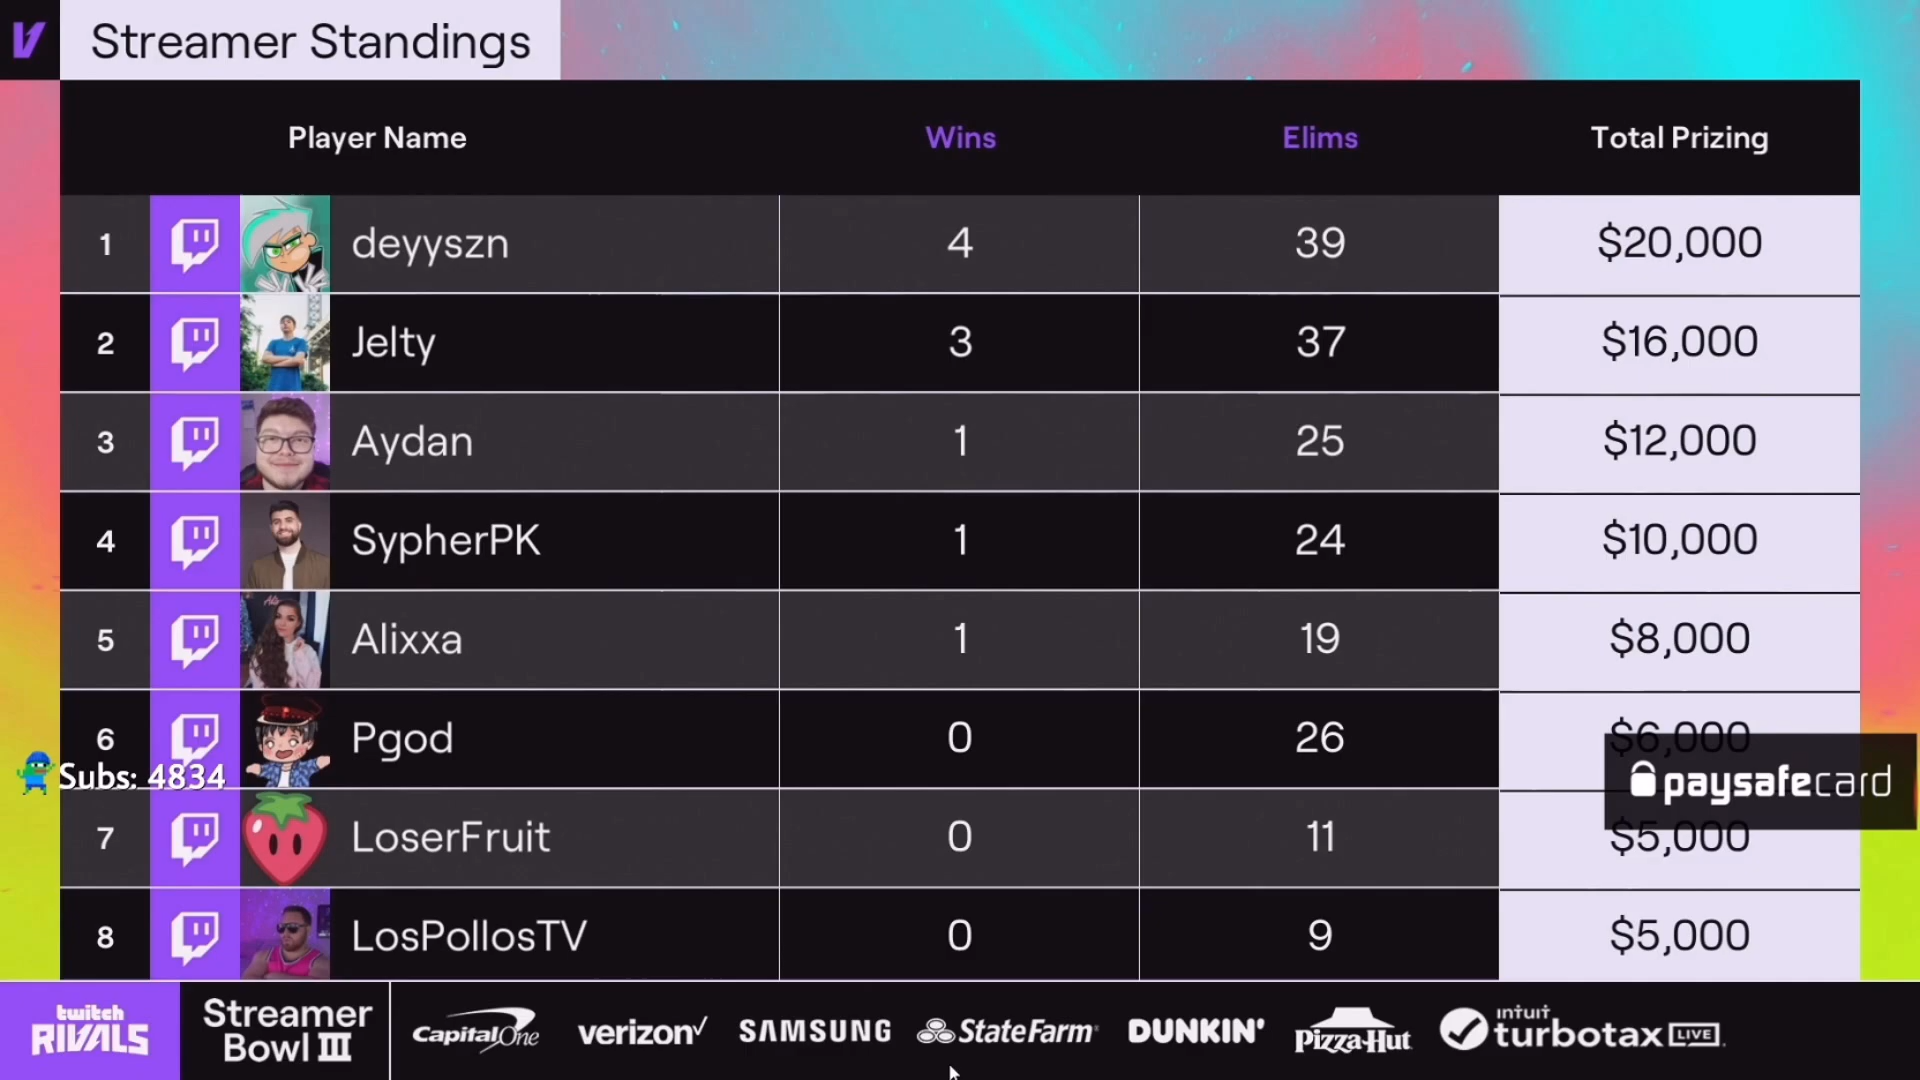 Streamer Standings
Player Name Wins Elims Total Prizing
1 deyyszn 4 39 $20,000
2 Jelty 3 37 $16,000
3 Aydan 1 25 $12,000
4 SypherPK 1 24 $10,000
5 Alixxa 1 19 $8,000
6 Pgod 0 26 $6,000
Subs: 4834 paysafecard
7 LoserFruit 0 11 $5,000
8 LosPollosTV 0 9 $5,000
twitch RIVALS Streamer Bowl III Capital One verizon SAMSUNG State Farm DUNKIN' Pizza Hut intuit turbotax LIVE